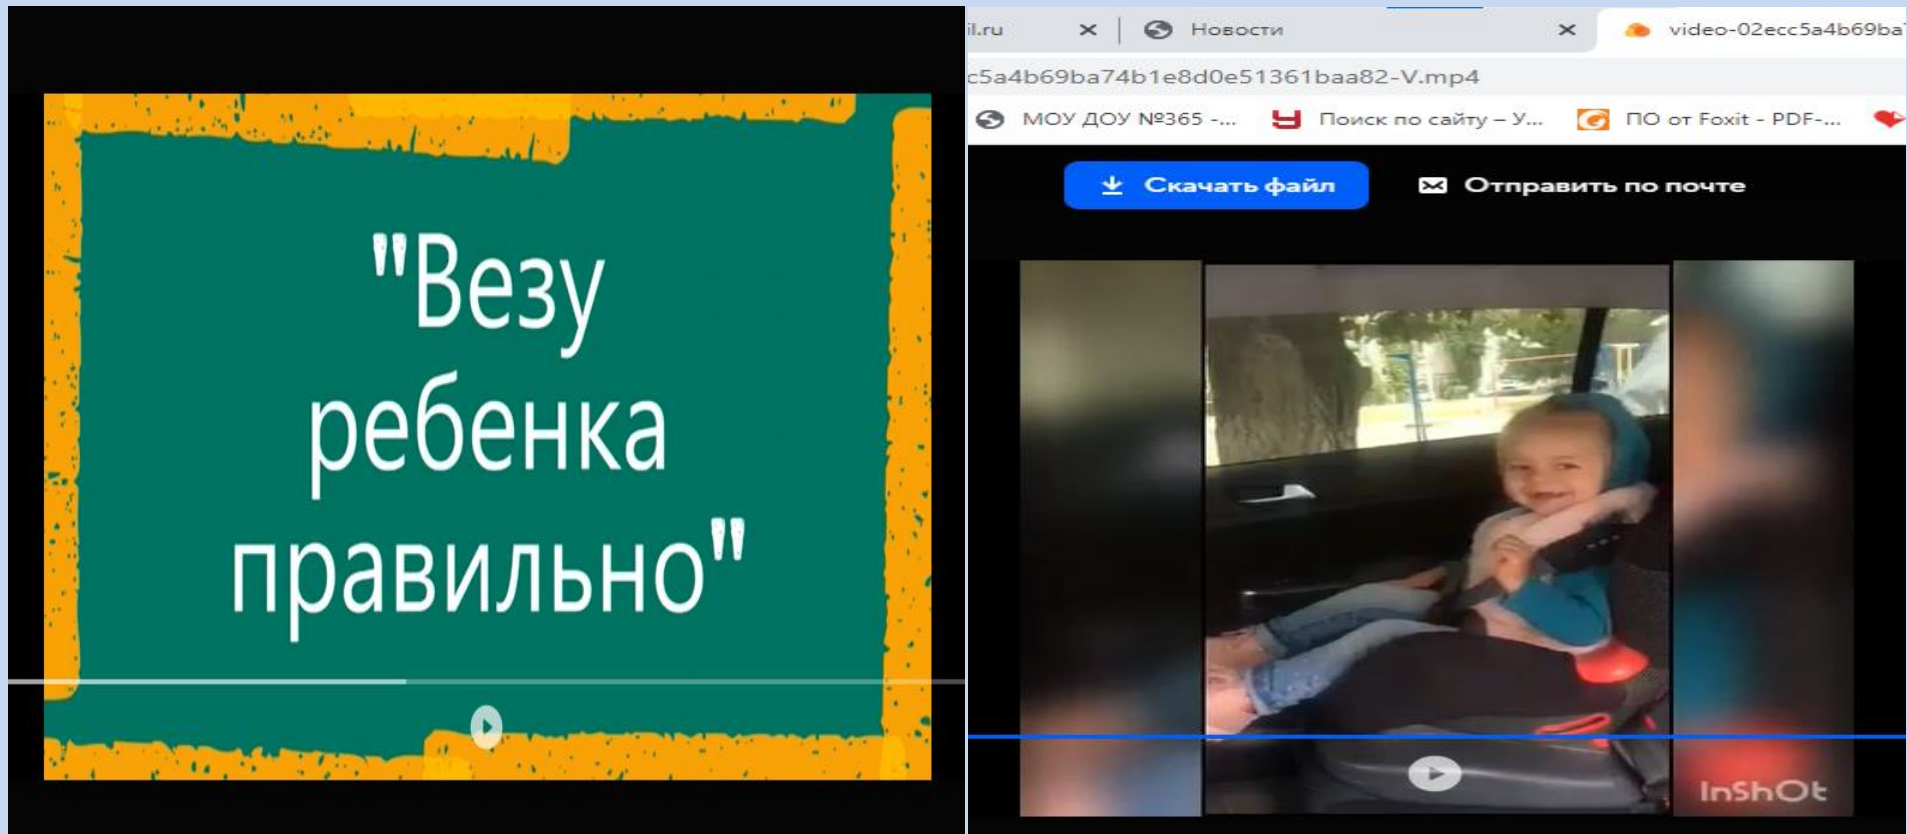 "Везу
ребенка
правильно"
il.ru
Новости
video-02ecc5a4b69ba
c5a4b69ba74b1e8d0e51361baa82-V.mp4
МОУ ДОУ №365 -...
Поиск по сайту – У...
ПО от Foxit - PDF-...
Скачать файл
Отправить по почте
InShOt